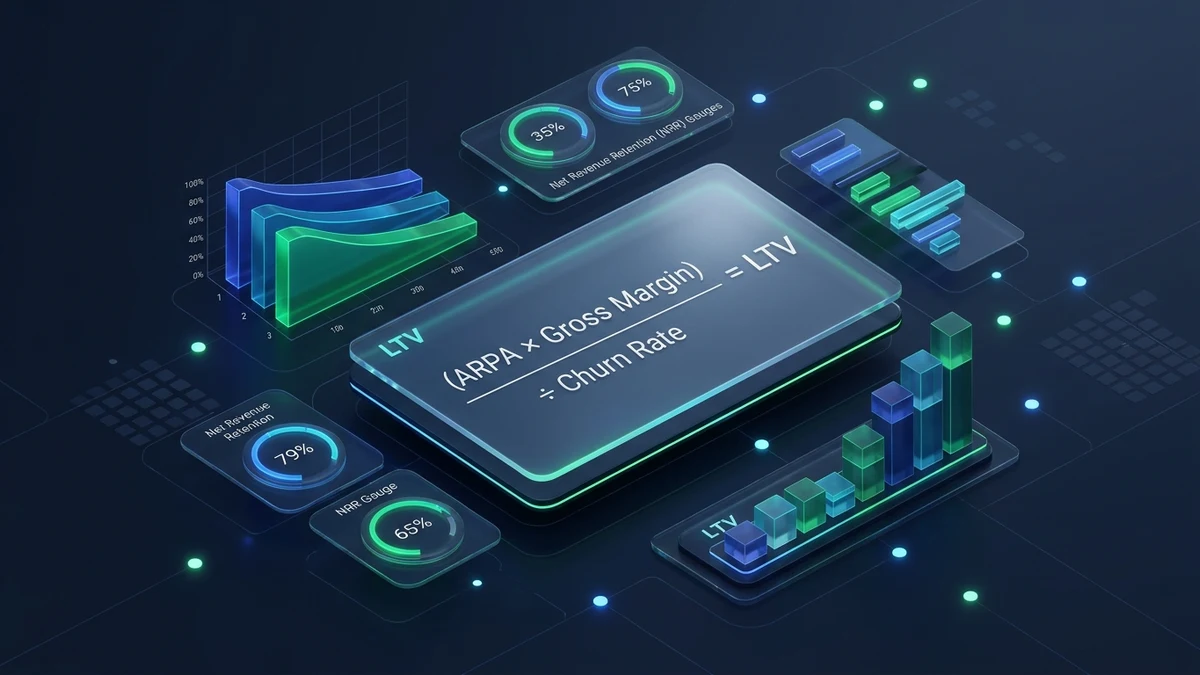 35%
75%
Net Revenue Retention (NRR) Gauges
100%
80%
60%
40%
20%
0%
1
2
3
300
LTV
(ARPA × Gross Margin)
÷ Churn Rate
= LTV
Net Revenue
Retention
79%
NRR Gauge
65%
LTV